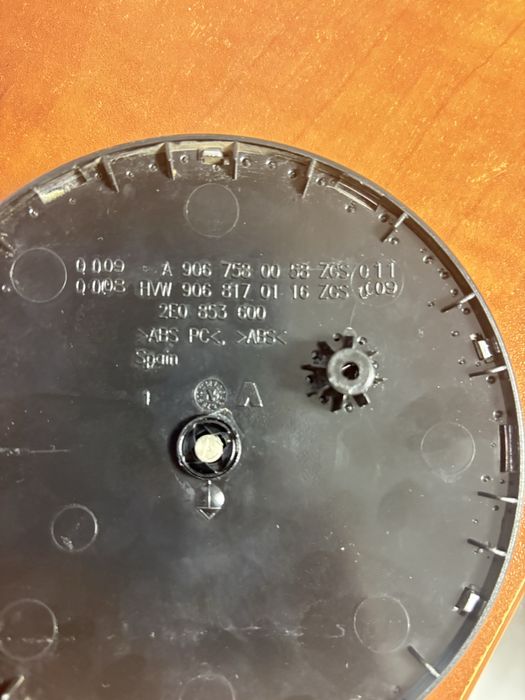 Q 009 - A 906 758 00 58 ZGS 011
Q 008 HVW 906 817 01 16 ZGS 009
2E0 853 600
>ABS PC<, >ABS<
Spain
1 A